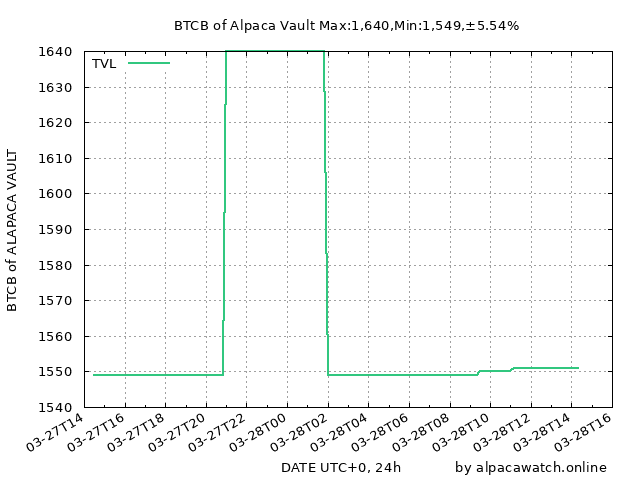 BTCB of Alpaca Vault Max:1,640,Min:1,549,±5.54%
TVL
BTCB of ALAPACA VAULT
1640
1630
1620
1610
1600
1590
1580
1570
1560
1550
1540
03-27T14
03-27T16
03-27T18
03-27T20
03-27T22
03-28T00
03-28T02
03-28T04
03-28T06
03-28T08
03-28T10
03-28T12
03-28T14
03-28T16
DATE UTC+0, 24h
by alpacawatch.online